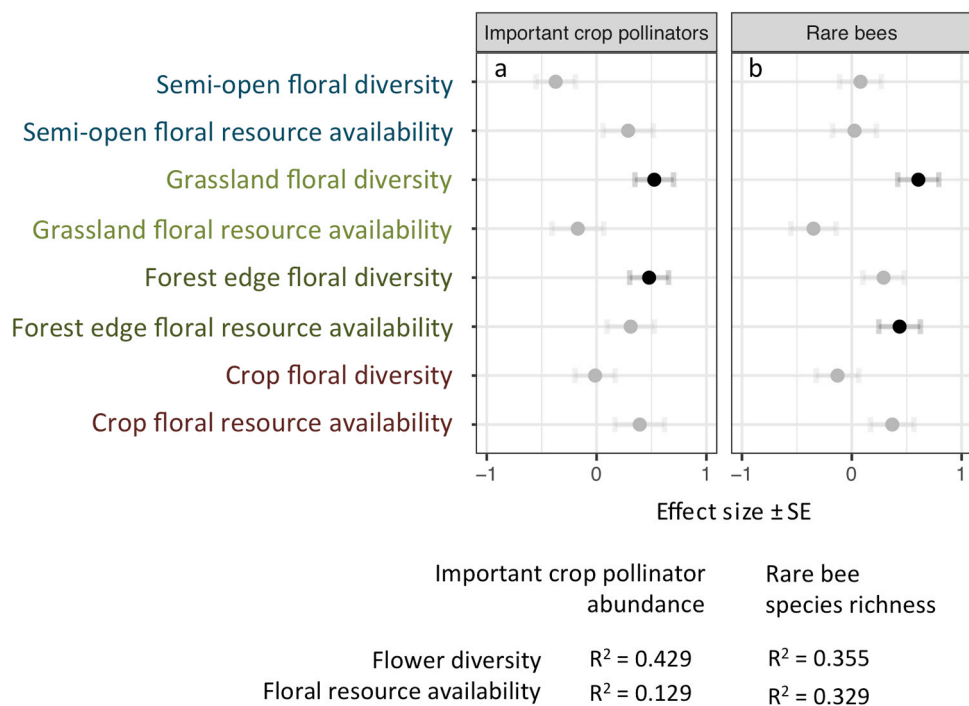 Important crop pollinators Rare bees
a b
Semi-open floral diversity
Semi-open floral resource availability
Grassland floral diversity
Grassland floral resource availability
Forest edge floral diversity
Forest edge floral resource availability
Crop floral diversity
Crop floral resource availability
−1 0 1 −1 0 1
Effect size ± SE
Important crop pollinator Rare bee
abundance species richness
Flower diversity R² = 0.429 R² = 0.355
Floral resource availability R² = 0.129 R² = 0.329